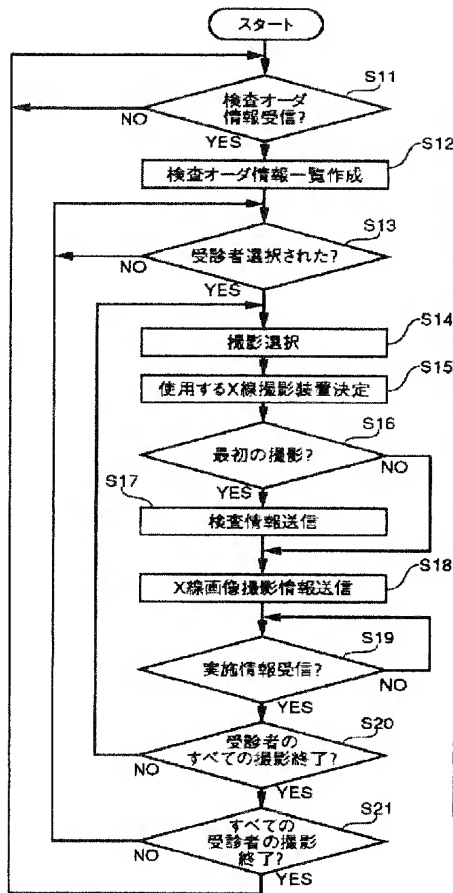 スタート
S11
検査オーダ
情報受信?
NO
YES
S12
検査オーダ情報一覧作成
S13
受診者選択された?
NO
YES
S14
撮影選択
S15
使用するX線撮影装置決定
S16
最初の撮影?
NO
S17
YES
検査情報送信
S18
X線画像撮影情報送信
S19
実施情報受信?
NO
YES
S20
受診者の
すべての撮影終了?
NO
YES
S21
すべての
受診者の撮影
終了?
NO
YES